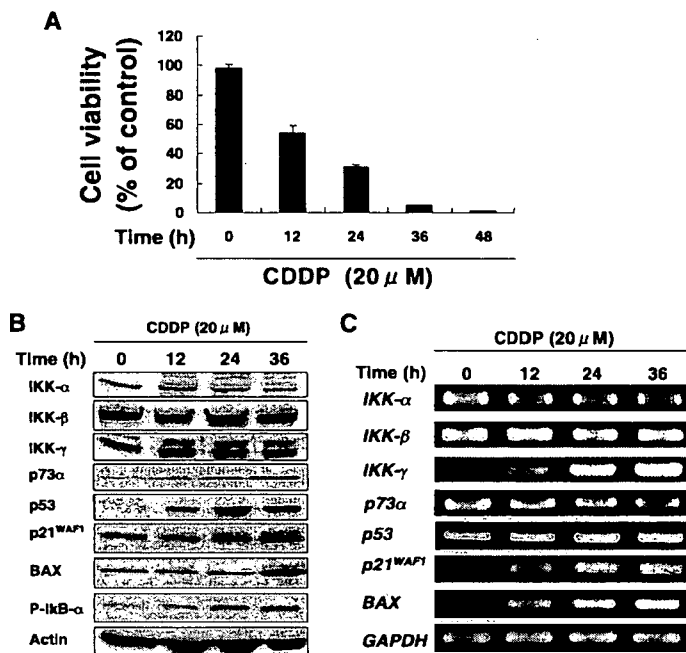 A
Cell viability
(% of control)
120
100
80
60
40
20
0
Time (h) 0 12 24 36 48
CDDP (20 μ M)
B
CDDP (20 μ M)
Time (h) 0 12 24 36
IKK-α
IKK-β
IKK-γ
p73α
p53
p21WAF1
BAX
P-IkB-α
Actin
C
CDDP (20 μ M)
Time (h) 0 12 24 36
IKK-α
IKK-β
IKK-γ
p73α
p53
p21WAF1
BAX
GAPDH